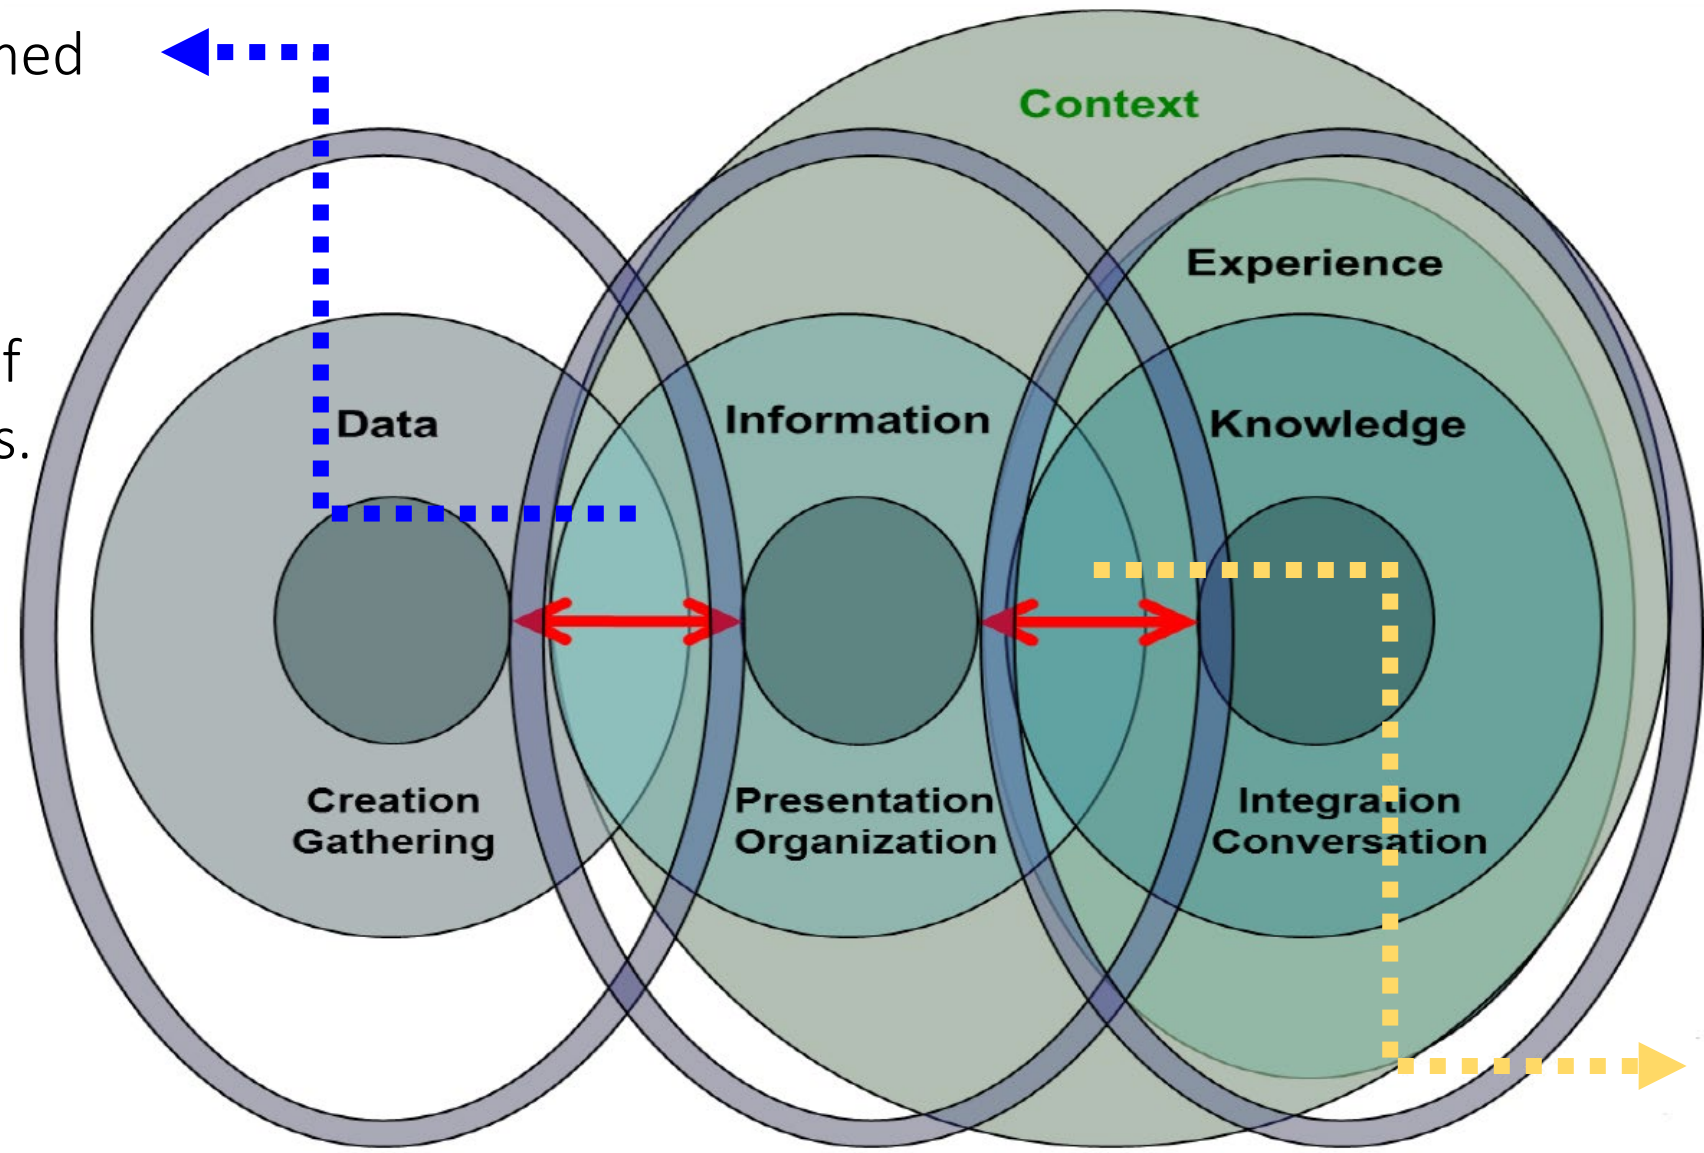 ned
f
s.
Context
Experience
Data
Information
Knowledge
Creation
Gathering
Presentation
Organization
Integration
Conversation